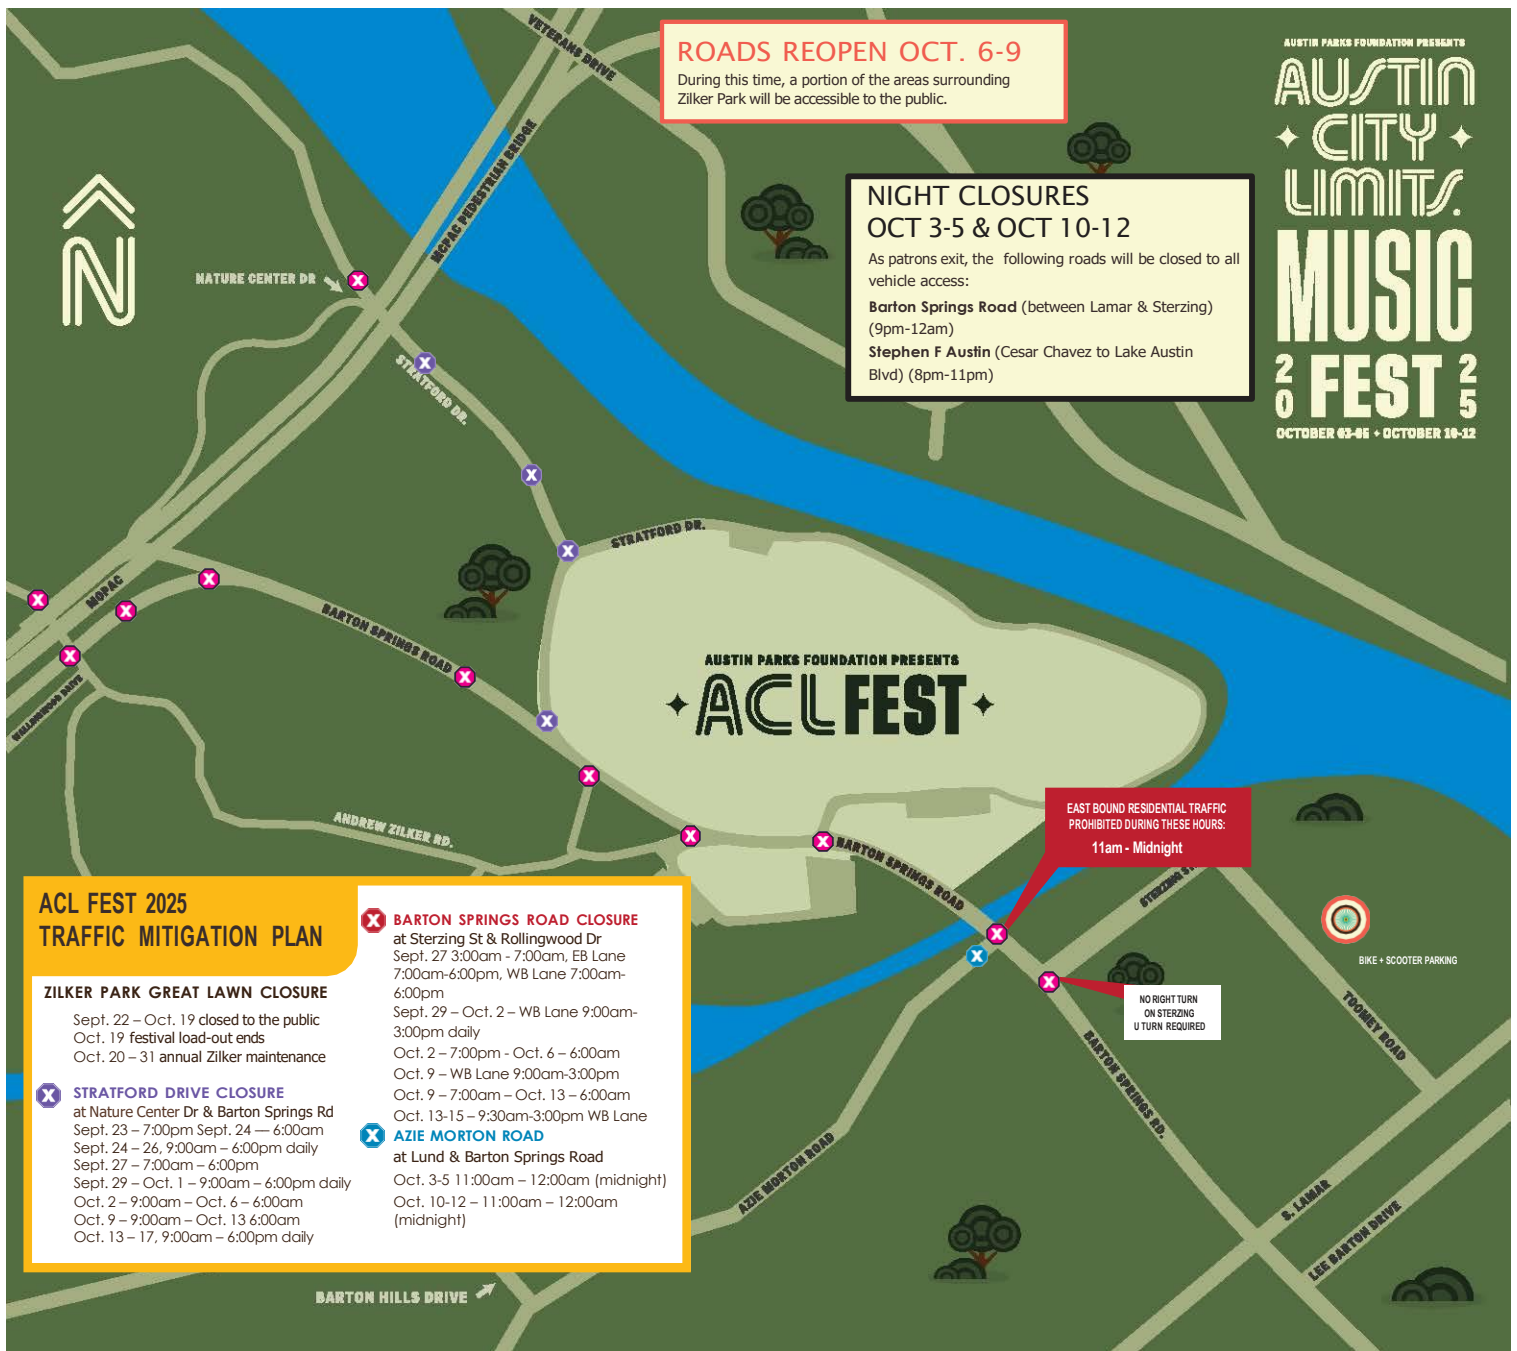 VETERANS DRIVE
ROADS REOPEN OCT. 6-9
During this time, a portion of the areas surrounding
Zilker Park will be accessible to the public.
AUSTIN PARKS FOUNDATION PRESENTS
AUSTIN
CITY
LIMITS.
MUSIC
20 FEST 25
OCTOBER 03-05 + OCTOBER 10-12
NIGHT CLOSURES
OCT 3-5 & OCT 10-12
As patrons exit, the following roads will be closed to all
vehicle access:
Barton Springs Road (between Lamar & Sterzing)
(9pm-12am)
Stephen F Austin (Cesar Chavez to Lake Austin
Blvd) (8pm-11pm)
MOPAC PEDESTRIAN BRIDGE
N
NATURE CENTER DR
X
X
STRATFORD DR.
X
X
STRATFORD DR.
MOPAC
X
X
X
X
BARTON SPRINGS ROAD
X
X
X
WALLINGWOOD DRIVE
AUSTIN PARKS FOUNDATION PRESENTS
ACL FEST
ANDREW ZILKER RD.
X
X
BARTON SPRINGS ROAD
EAST BOUND RESIDENTIAL TRAFFIC
PROHIBITED DURING THESE HOURS:
11am - Midnight
STERZING ST
X
X
X
NO RIGHT TURN
ON STERZING
U TURN REQUIRED
BIKE + SCOOTER PARKING
TOOMEY ROAD
BARTON SPRINGS RD.
AZIE MORTON ROAD
S. LAMAR
LEE BARTON DRIVE
BARTON HILLS DRIVE
ACL FEST 2025
TRAFFIC MITIGATION PLAN
ZILKER PARK GREAT LAWN CLOSURE
Sept. 22 – Oct. 19 closed to the public
Oct. 19 festival load-out ends
Oct. 20 – 31 annual Zilker maintenance
X STRATFORD DRIVE CLOSURE
at Nature Center Dr & Barton Springs Rd
Sept. 23 – 7:00pm Sept. 24 –– 6:00am
Sept. 24 – 26, 9:00am – 6:00pm daily
Sept. 27 – 7:00am – 6:00pm
Sept. 29 – Oct. 1 – 9:00am – 6:00pm daily
Oct. 2 – 9:00am – Oct. 6 – 6:00am
Oct. 9 – 9:00am – Oct. 13 6:00am
Oct. 13 – 17, 9:00am – 6:00pm daily
X BARTON SPRINGS ROAD CLOSURE
at Sterzing St & Rollingwood Dr
Sept. 27 3:00am - 7:00am, EB Lane
7:00am-6:00pm, WB Lane 7:00am-
6:00pm
Sept. 29 – Oct. 2 – WB Lane 9:00am-
3:00pm daily
Oct. 2 – 7:00pm - Oct. 6 – 6:00am
Oct. 9 – WB Lane 9:00am-3:00pm
Oct. 9 – 7:00am – Oct. 13 – 6:00am
Oct. 13-15 – 9:30am-3:00pm WB Lane
X AZIE MORTON ROAD
at Lund & Barton Springs Road
Oct. 3-5 11:00am – 12:00am (midnight)
Oct. 10-12 – 11:00am – 12:00am
(midnight)